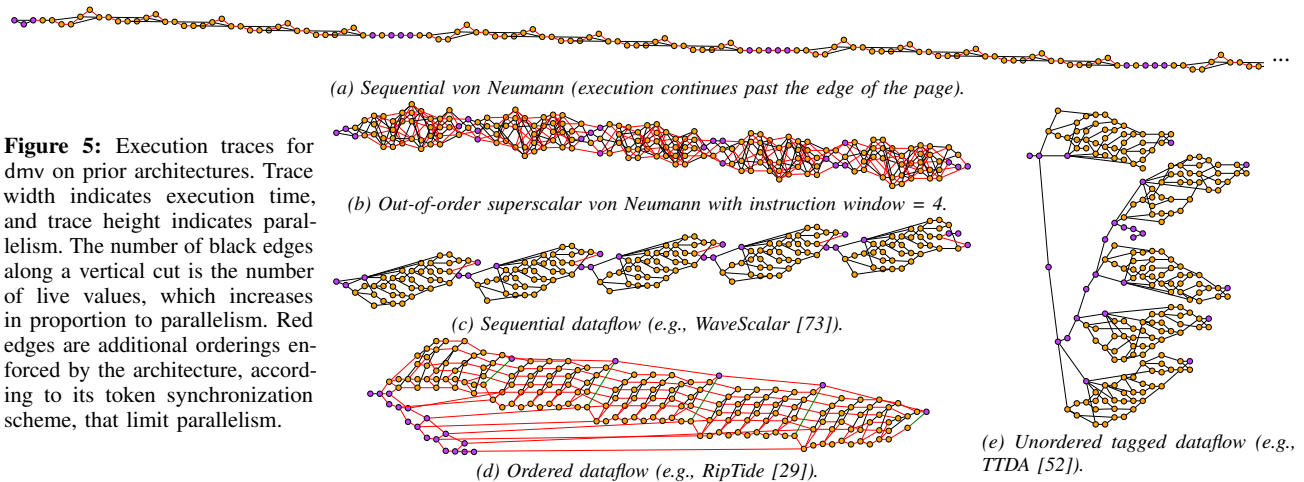 ...
(a) Sequential von Neumann (execution continues past the edge of the page).
Figure 5: Execution traces for
dmv on prior architectures. Trace
width indicates execution time,
and trace height indicates paral-
lelism. The number of black edges
along a vertical cut is the number
of live values, which increases
in proportion to parallelism. Red
edges are additional orderings en-
forced by the architecture, accord-
ing to its token synchronization
scheme, that limit parallelism.
(b) Out-of-order superscalar von Neumann with instruction window = 4.
(c) Sequential dataflow (e.g., WaveScalar [73]).
(d) Ordered dataflow (e.g., RipTide [29]).
(e) Unordered tagged dataflow (e.g.,
TTDA [52]).